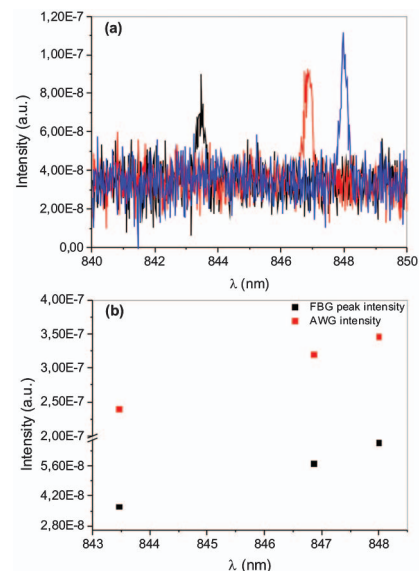 (a)
1,20E-7
1,00E-7
8,00E-8
6,00E-8
4,00E-8
2,00E-8
0,00
Intensity (a.u.)
840 842 844 846 848 850
λ (nm)
(b)
FBG peak intensity
AWG intensity
4,00E-7
3,50E-7
3,00E-7
2,50E-7
2,00E-7
5,60E-8
4,20E-8
2,80E-8
Intensity (a.u.)
843 844 845 846 847 848
λ (nm)